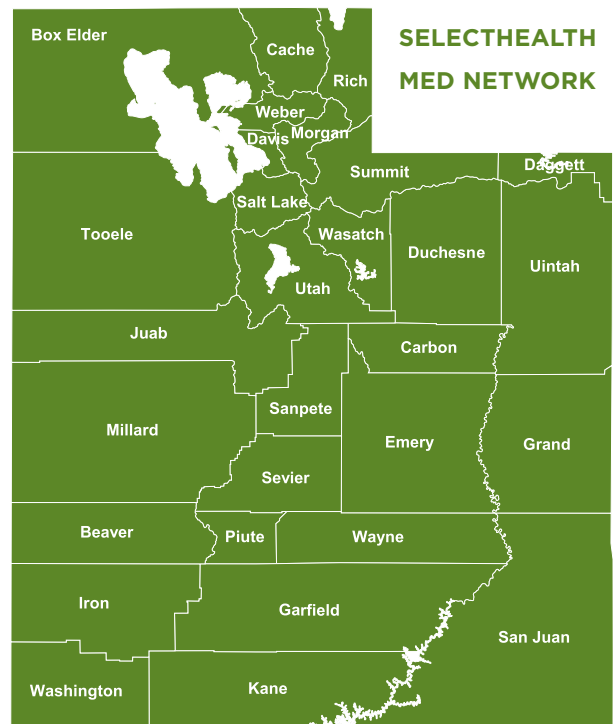 SELECTHEALTH
MED NETWORK
Box Elder
Cache
Rich
Weber
Morgan
Davis
Summit
Daggett
Salt Lake
Tooele
Wasatch
Duchesne
Uintah
Utah
Juab
Carbon
Sanpete
Millard
Emery
Grand
Sevier
Beaver
Piute
Wayne
Iron
Garfield
San Juan
Washington
Kane